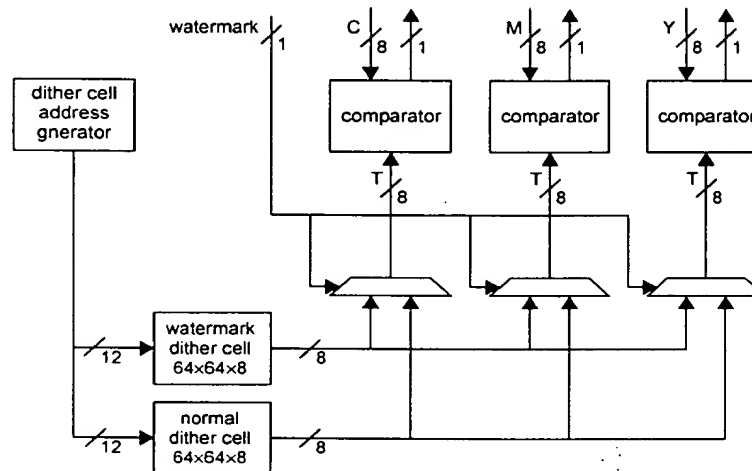 watermark 1 C 8 1 M 8 1 Y 8 1
dither cell
address
gnerator
comparator comparator comparator
T 8 T 8 T 8
watermark
dither cell
64×64×8
12 8
normal
dither cell
64×64×8
12 8